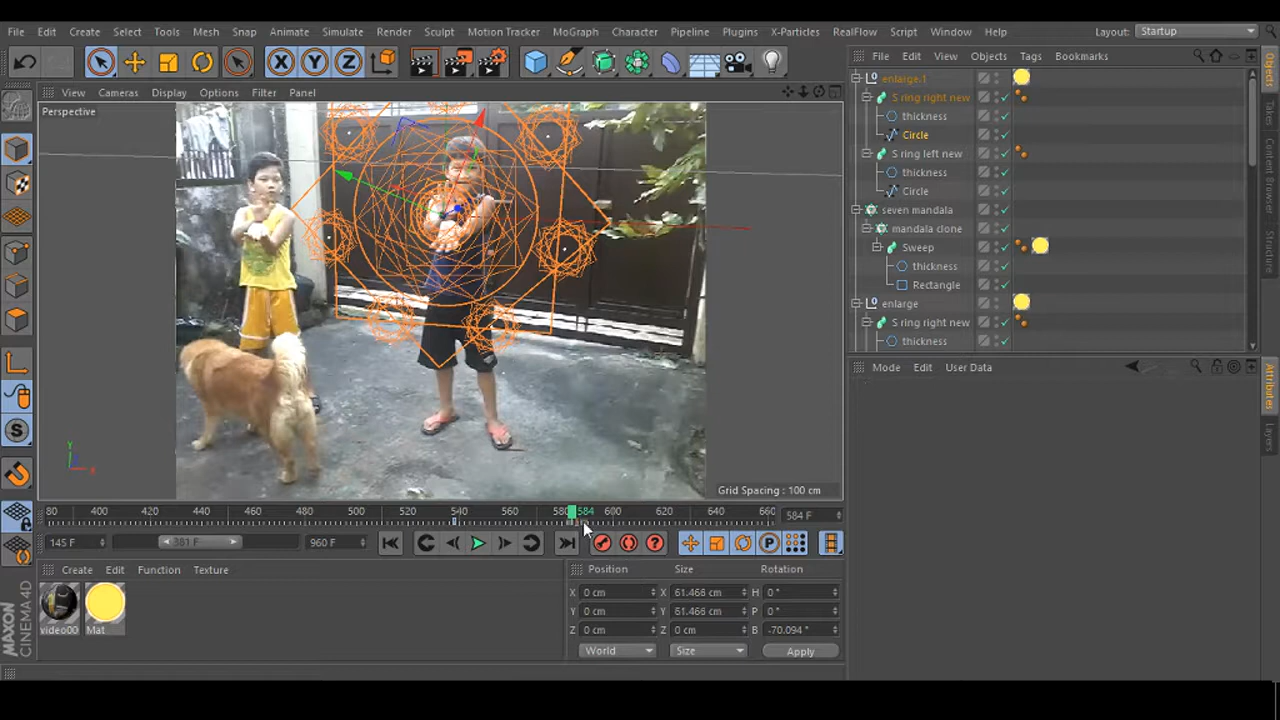 File Edit Create Select Tools Mesh Snap Animate Simulate Render Sculpt Motion Tracker MoGraph Character Pipeline Plugins X-Particles RealFlow Script Window Help Layout: Startup
File Edit View Objects Tags Bookmarks
View Cameras Display Options Filter Panel
Perspective
enlarge.1
S ring right new
thickness
Circle
S ring left new
thickness
Circle
seven mandala
mandala clone
Sweep
thickness
Rectangle
enlarge
S ring right new
thickness
Objects
Content Browser
Structure
Mode Edit User Data
Attributes
Layers
Y
X
Grid Spacing : 100 cm
80 400 420 440 460 480 500 520 540 560 580 584 600 620 640 660 584 F
145 F 381 F 960 F
Create Edit Function Texture
video00 Mat
MAXON CINEMA 4D
Position Size Rotation
X 0 cm X 61.466 cm H 0 °
Y 0 cm Y 61.466 cm P 0 °
Z 0 cm Z 0 cm B -70.094 °
World Size Apply